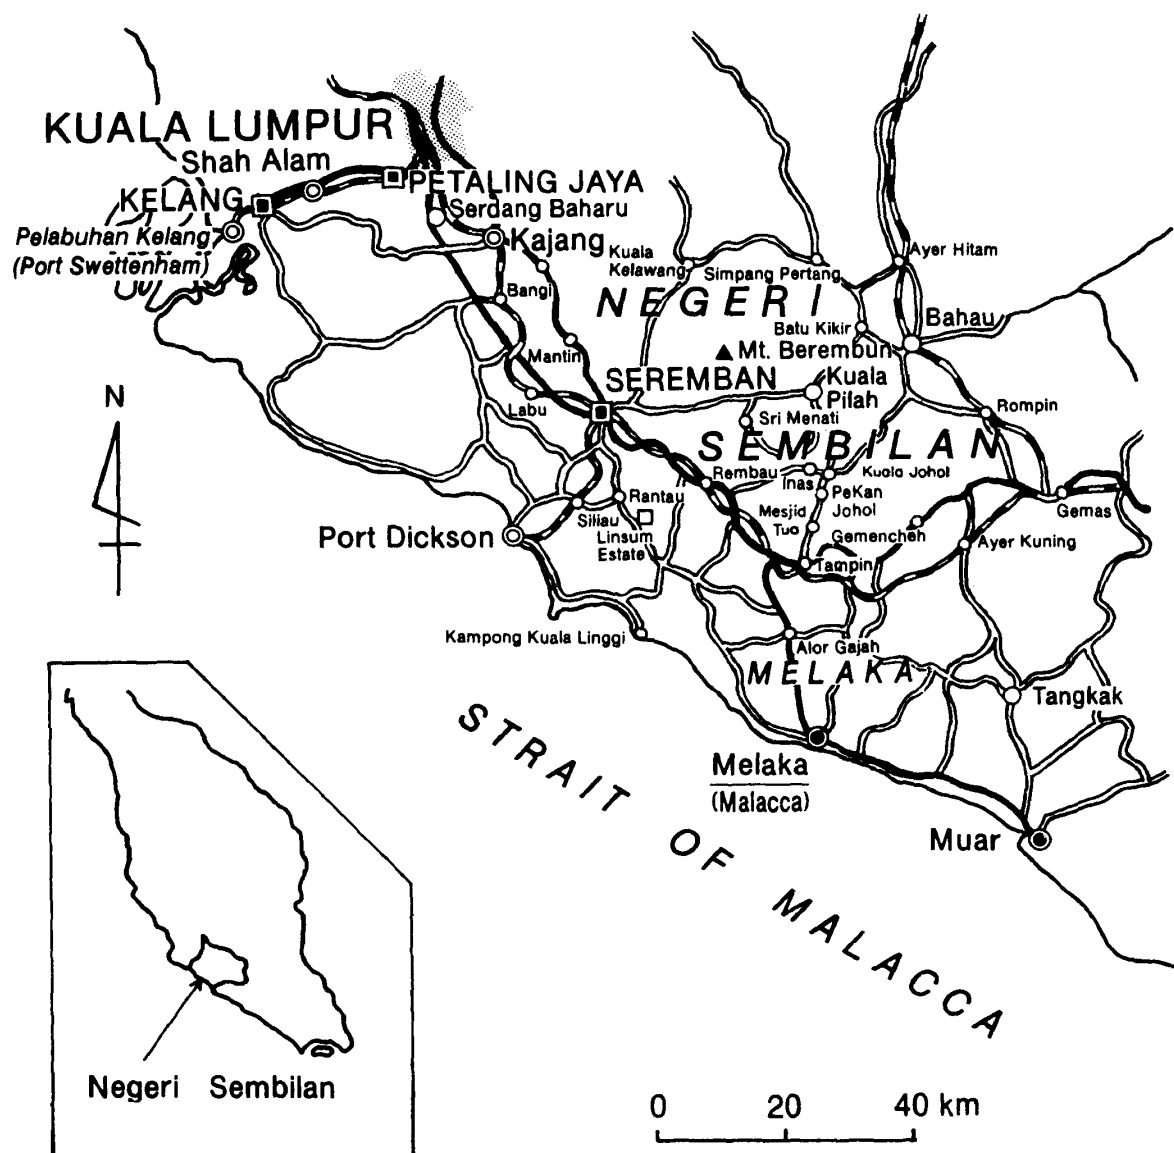 KUALA LUMPUR
Shah Alam
KELANG
PETALING JAYA
Serdang Baharu
Pelabuhan Kelang
(Port Swettenham)
Kajang
Kuala
Kelawang
Simpang Pertang
Ayer Hitam
Bangi
NEGERI
Batu Kikir
Bahau
Mantin
Mt. Berembun
SEREMBAN
Kuala
Pilah
N
Labu
Sri Menati
Rompin
SEMBILAN
Rembau
Inas
Kuala Johol
PeKan
Johol
Rantau
Siliau
Linsum
Estate
Mesjid
Tua
Gemencheh
Gemas
Port Dickson
Ayer Kuning
Tampin
Kampong Kuala Linggi
Alor Gajah
MELAKA
Tangkak
STRAIT OF MALACCA
Melaka
(Malacca)
Muar
Negeri Sembilan
0 20 40 km